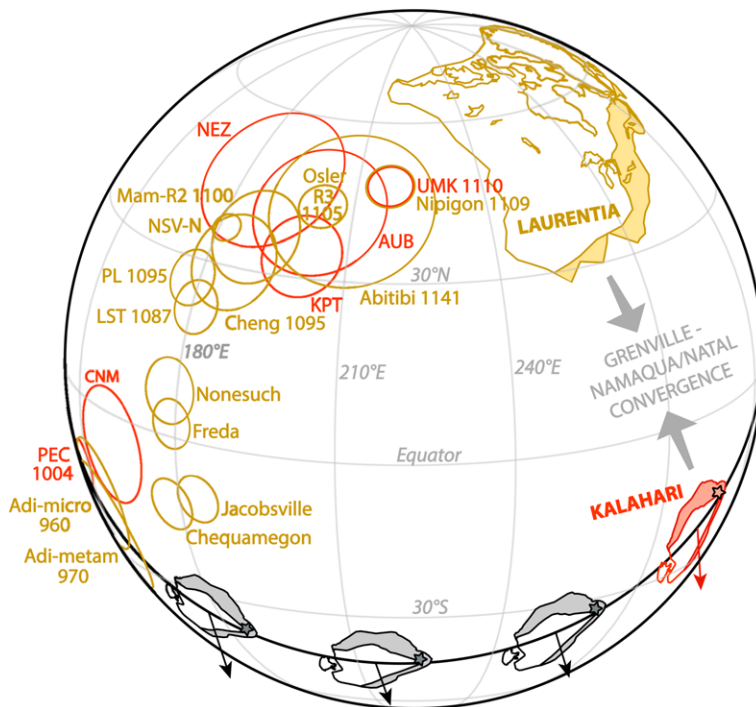 NEZ
Osler
R3
1105
UMK 1110
Nipigon 1109
Mam-R2 1100
NSV-N
LAURENTIA
AUB
PL 1095
30°N
KPT
Abitibi 1141
LST 1087
Cheng 1095
180°E
210°E
240°E
GRENVILLE -
NAMAQUA/NATAL
CONVERGENCE
CNM
Nonesuch
Freda
PEC
1004
Equator
KALAHARI
Adi-micro
960
Jacobsville
Chequamegon
Adi-metam
970
30°S